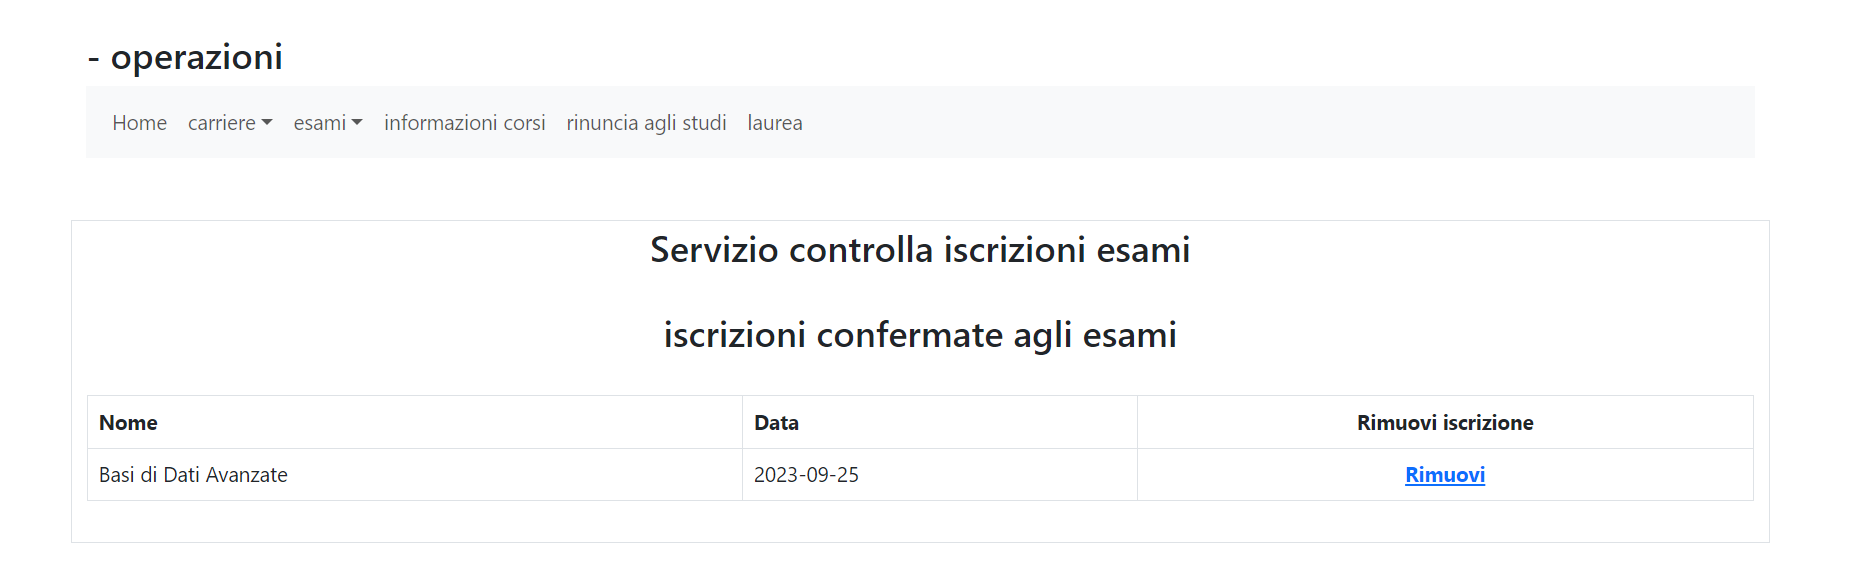 - operazioni
Home carriere esami informazioni corsi rinuncia agli studi laurea
Servizio controlla iscrizioni esami
iscrizioni confermate agli esami
Nome Data Rimuovi iscrizione
Basi di Dati Avanzate 2023-09-25 Rimuovi